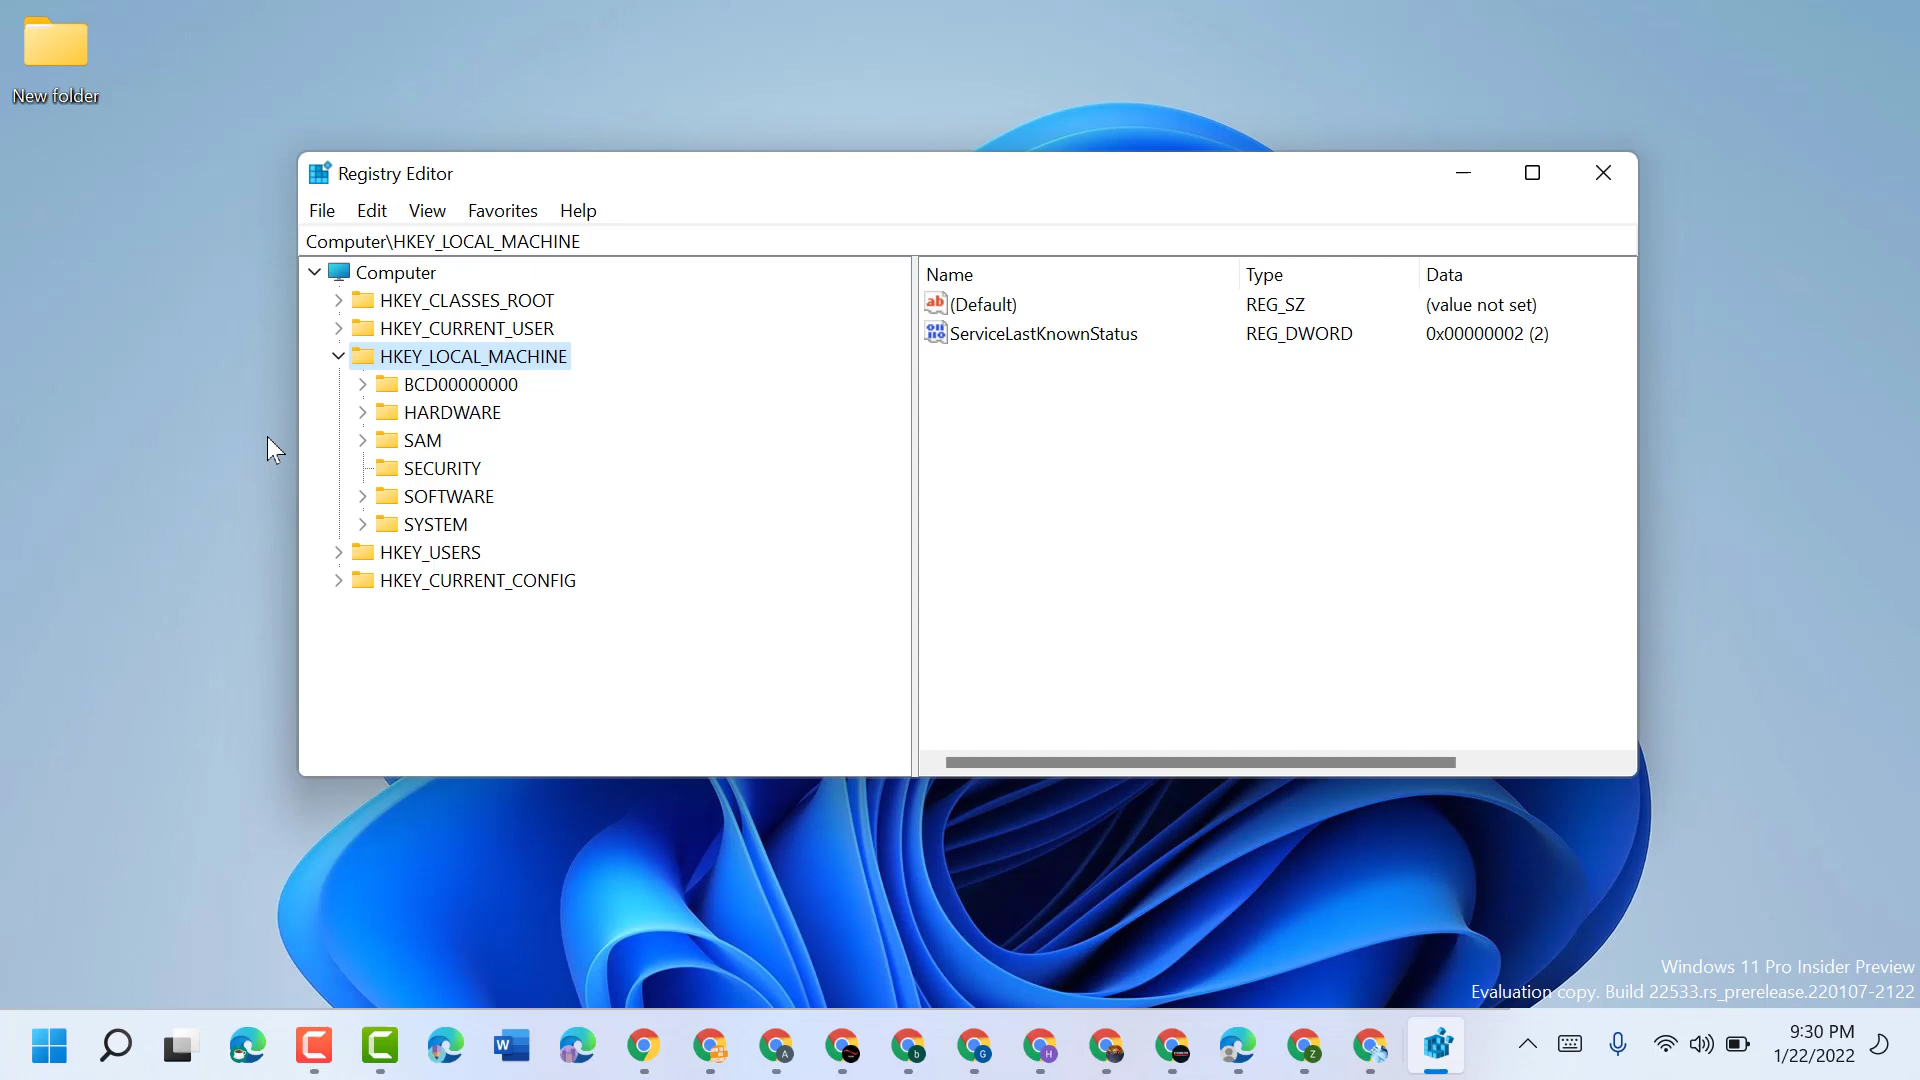 New folder
Registry Editor
File Edit View Favorites Help
Computer\HKEY_LOCAL_MACHINE
Computer
HKEY_CLASSES_ROOT
HKEY_CURRENT_USER
HKEY_LOCAL_MACHINE
BCD00000000
HARDWARE
SAM
SECURITY
SOFTWARE
SYSTEM
HKEY_USERS
HKEY_CURRENT_CONFIG
Name Type Data
(Default) REG_SZ (value not set)
ServiceLastKnownStatus REG_DWORD 0x00000002 (2)
Windows 11 Pro Insider Preview
Evaluation copy. Build 22533.rs_prerelease.220107-2122
9:30 PM
1/22/2022